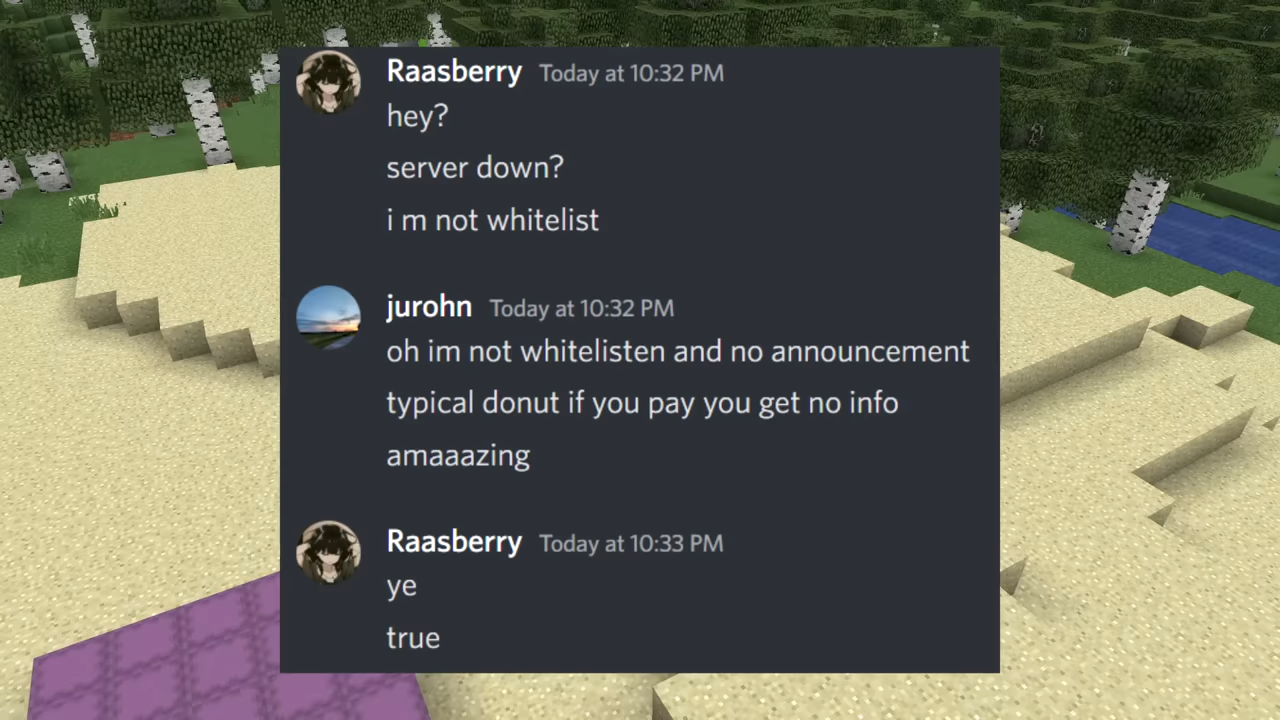 Raasberry Today at 10:32 PM
hey?
server down?
i m not whitelist
jurohn Today at 10:32 PM
oh im not whitelisten and no announcement
typical donut if you pay you get no info
amaaazing
Raasberry Today at 10:33 PM
ye
true